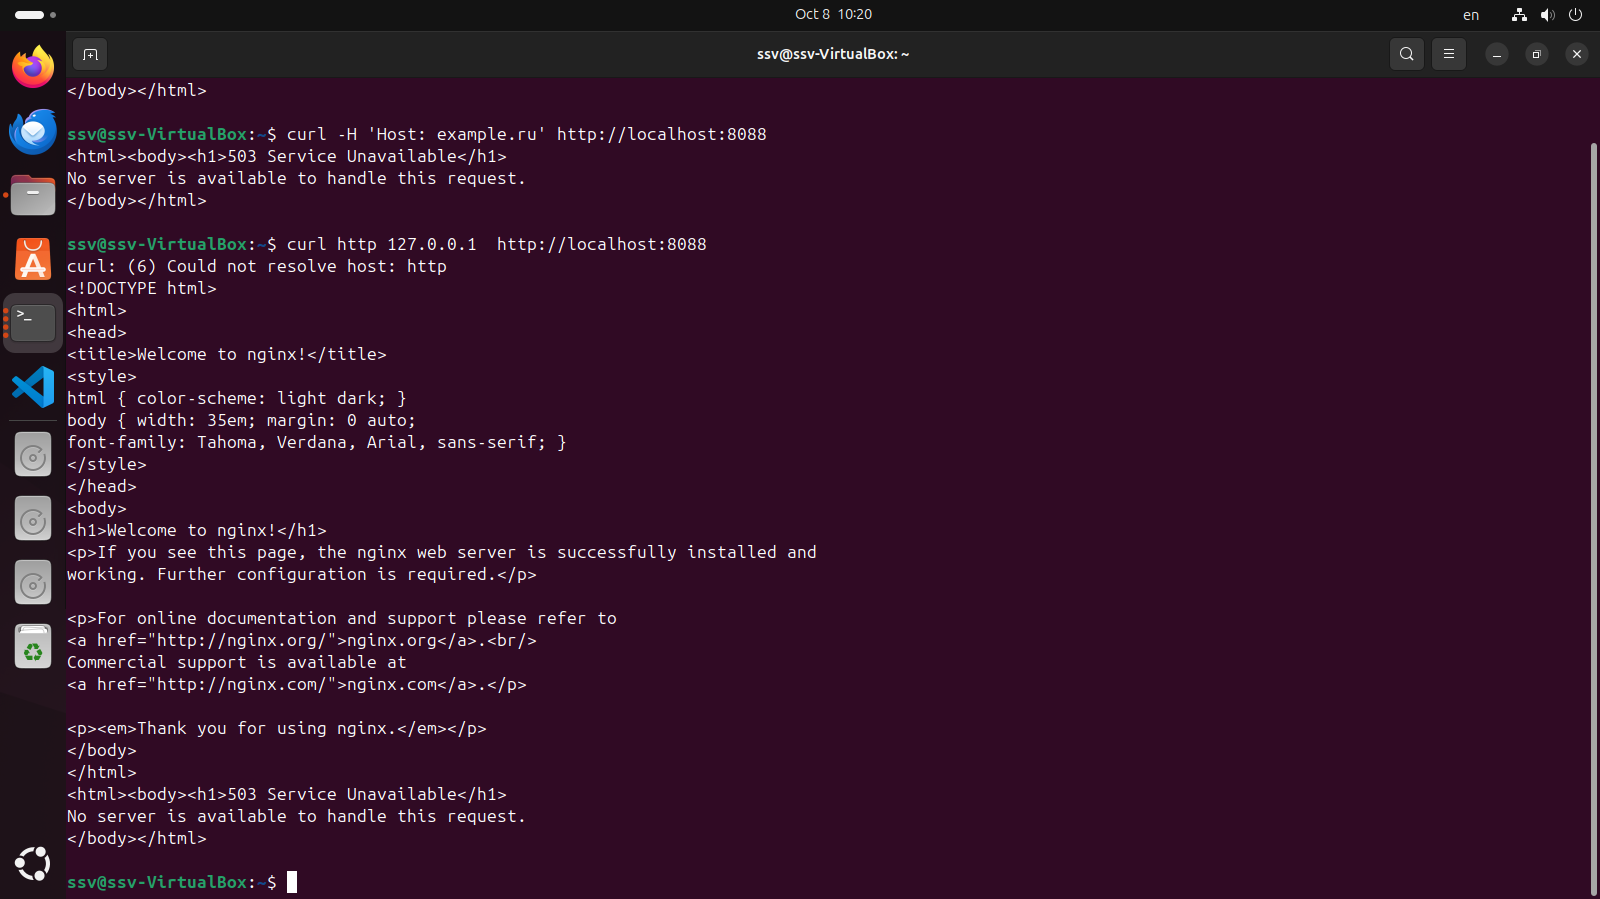 Oct 8 10:20
en
ssv@ssv-VirtualBox: ~
</body></html>
ssv@ssv-VirtualBox:~$ curl -H 'Host: example.ru' http://localhost:8088
<html><body><h1>503 Service Unavailable</h1>
No server is available to handle this request.
</body></html>
ssv@ssv-VirtualBox:~$ curl http 127.0.0.1  http://localhost:8088
curl: (6) Could not resolve host: http
<!DOCTYPE html>
<html>
<head>
<title>Welcome to nginx!</title>
<style>
html { color-scheme: light dark; }
body { width: 35em; margin: 0 auto;
font-family: Tahoma, Verdana, Arial, sans-serif; }
</style>
</head>
<body>
<h1>Welcome to nginx!</h1>
<p>If you see this page, the nginx web server is successfully installed and
working. Further configuration is required.</p>
<p>For online documentation and support please refer to
<a href="http://nginx.org/">nginx.org</a>.<br/>
Commercial support is available at
<a href="http://nginx.com/">nginx.com</a>.</p>
<p><em>Thank you for using nginx.</em></p>
</body>
</html>
<html><body><h1>503 Service Unavailable</h1>
No server is available to handle this request.
</body></html>
ssv@ssv-VirtualBox:~$